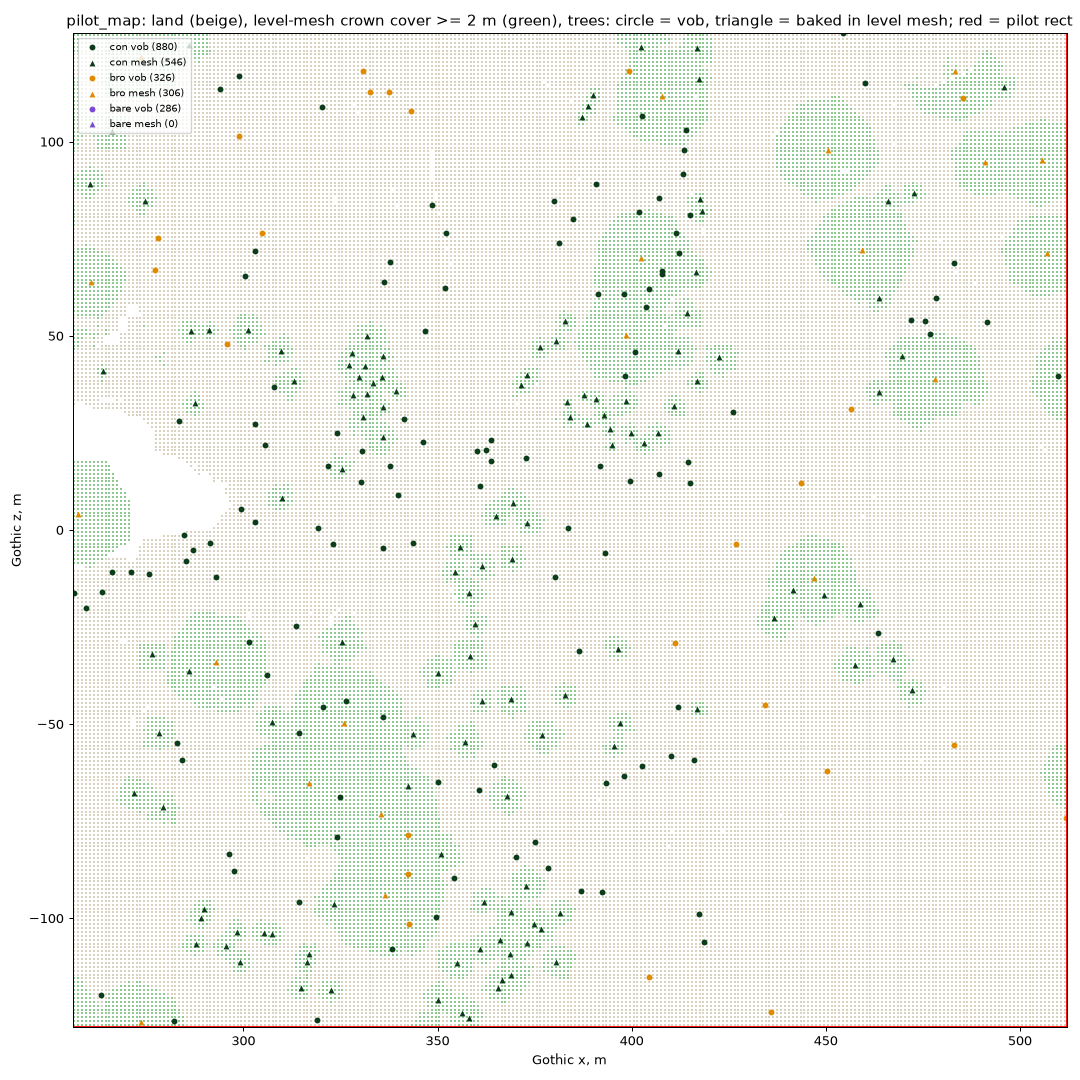 pilot_map: land (beige), level-mesh crown cover >= 2 m (green), trees: circle = vob, triangle = baked in level mesh; red = pilot rect
con vob (880)
con mesh (546)
bro vob (326)
bro mesh (306)
bare vob (286)
bare mesh (0)
100
50
0
−50
−100
Gothic z, m
300
350
400
450
500
Gothic x, m